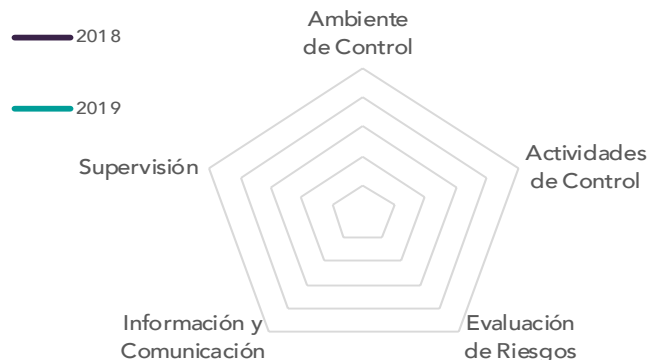 2018
2019
Ambiente
de Control
Supervisión
Actividades
de Control
Información y
Comunicación
Evaluación
de Riesgos